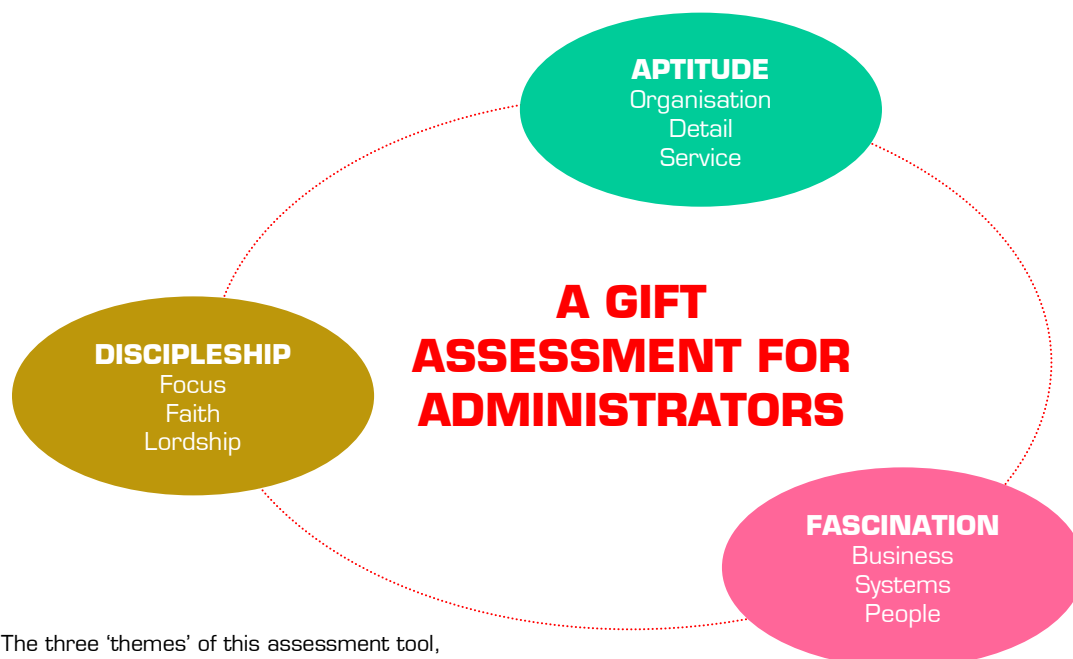 APTITUDE
Organisation
Detail
Service
A GIFT
ASSESSMENT FOR
ADMINISTRATORS
DISCIPLESHIP
Focus
Faith
Lordship
FASCINATION
Business
Systems
People
The three ‘themes’ of this assessment tool,